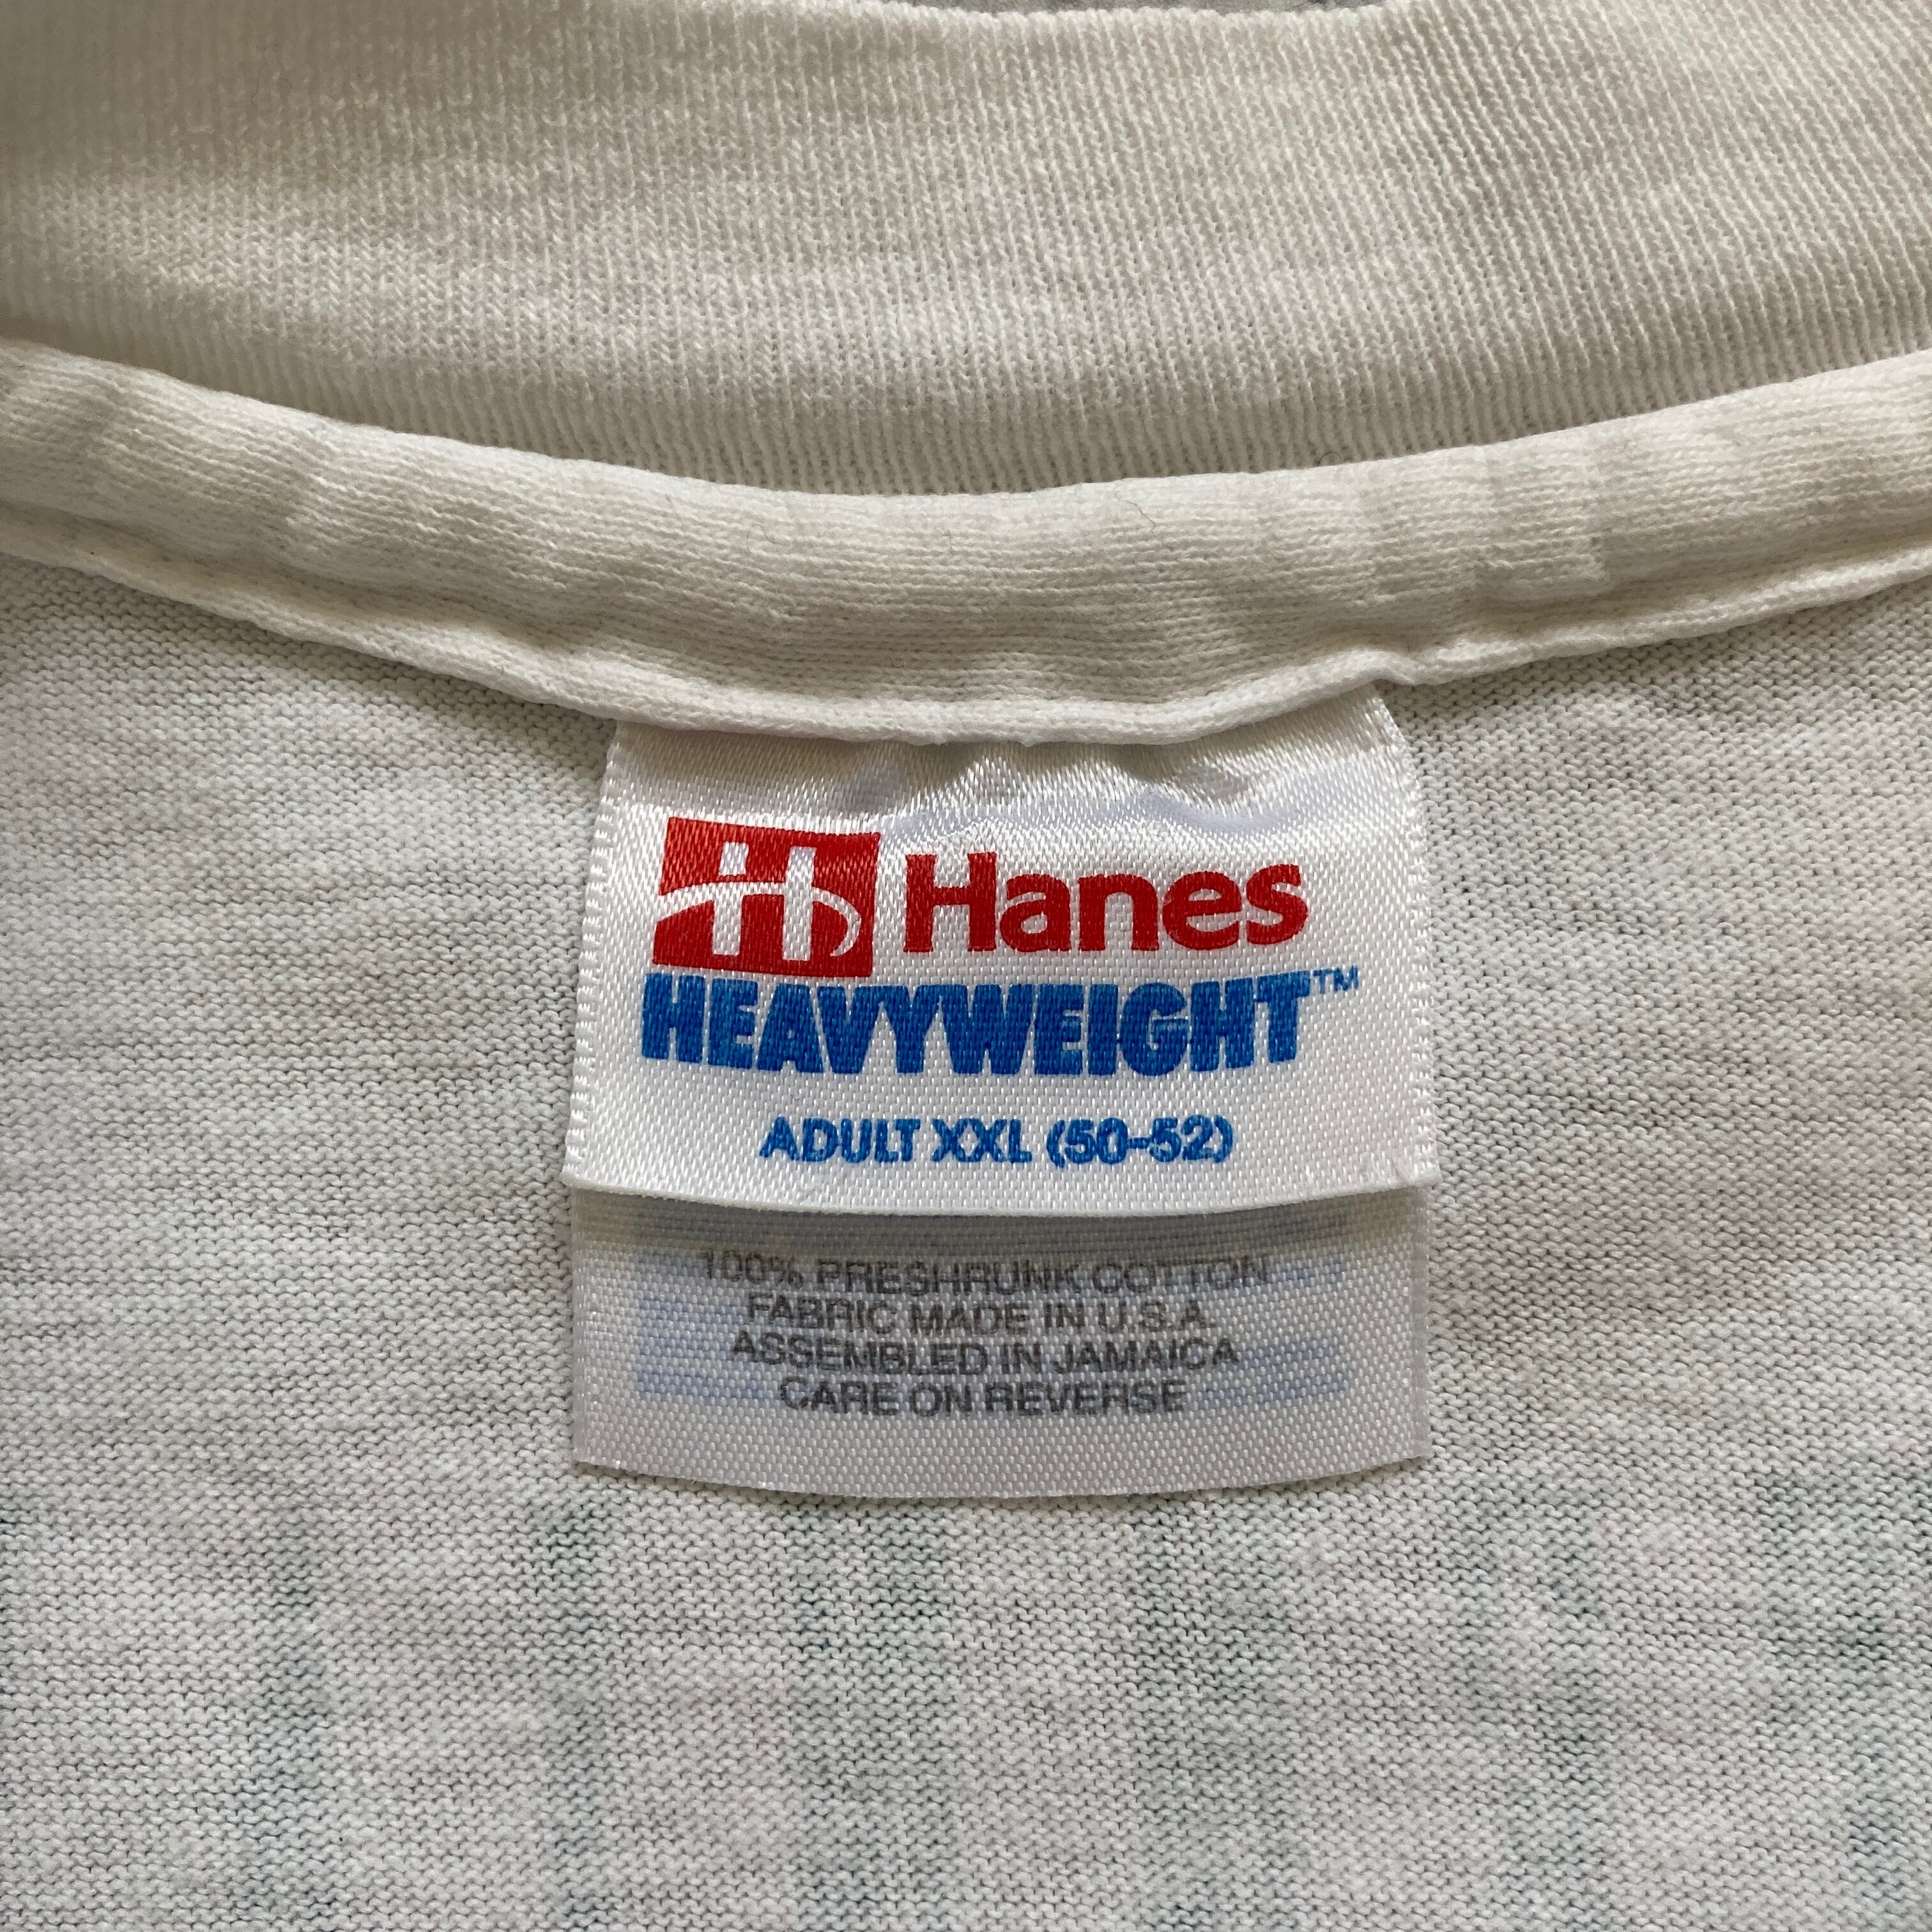 H Hanes
HEAVYWEIGHT™
ADULT XXL (50-52)
100% PRESHRUNK COTTON
FABRIC MADE IN U.S.A.
ASSEMBLED IN JAMAICA
CARE ON REVERSE